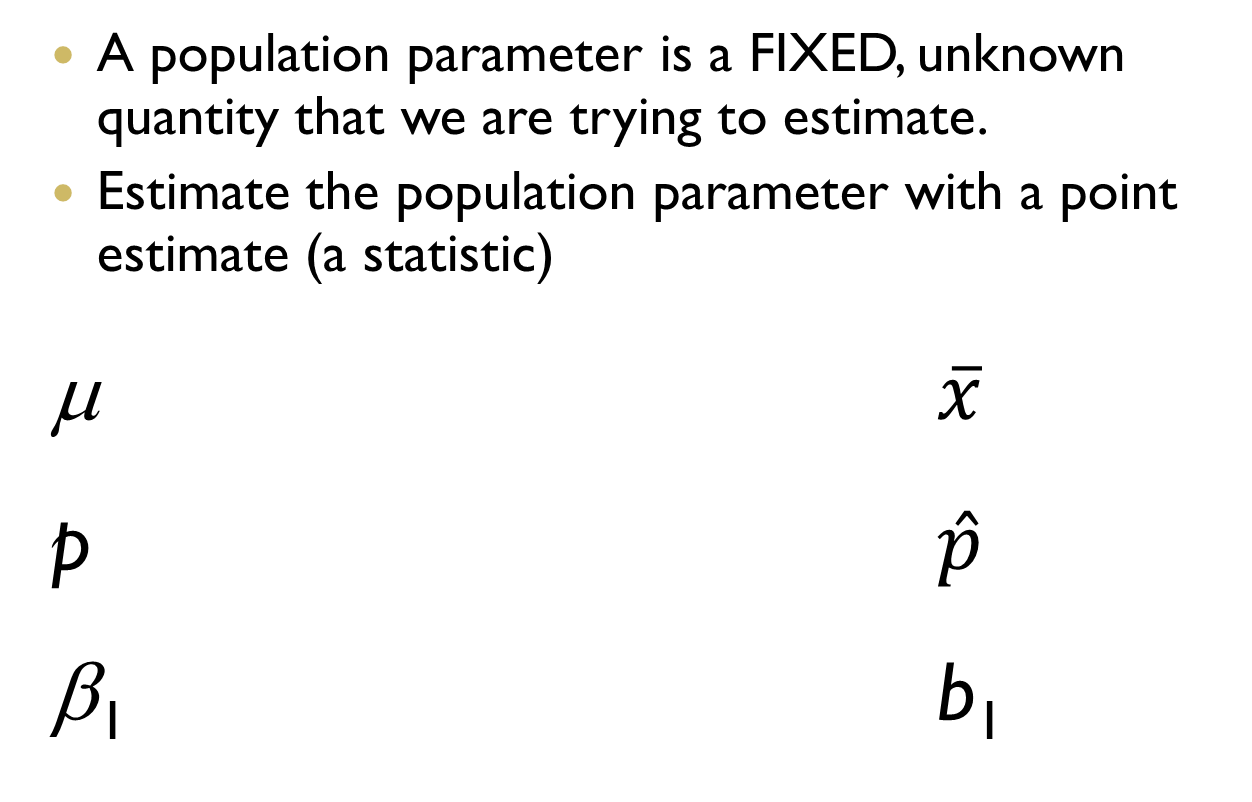 • A population parameter is a FIXED, unknown
quantity that we are trying to estimate.
• Estimate the population parameter with a point
estimate (a statistic)
μ x̄
p p̂
β₁ b₁